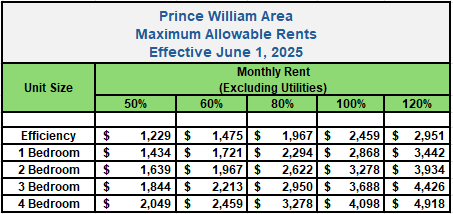 Prince William Area
Maximum Allowable Rents
Effective June 1, 2025
Unit Size
Monthly Rent
(Excluding Utilities)
50% 60% 80% 100% 120%
Efficiency $ 1,229 $ 1,475 $ 1,967 $ 2,459 $ 2,951
1 Bedroom $ 1,434 $ 1,721 $ 2,294 $ 2,868 $ 3,442
2 Bedroom $ 1,639 $ 1,967 $ 2,622 $ 3,278 $ 3,934
3 Bedroom $ 1,844 $ 2,213 $ 2,950 $ 3,688 $ 4,426
4 Bedroom $ 2,049 $ 2,459 $ 3,278 $ 4,098 $ 4,918